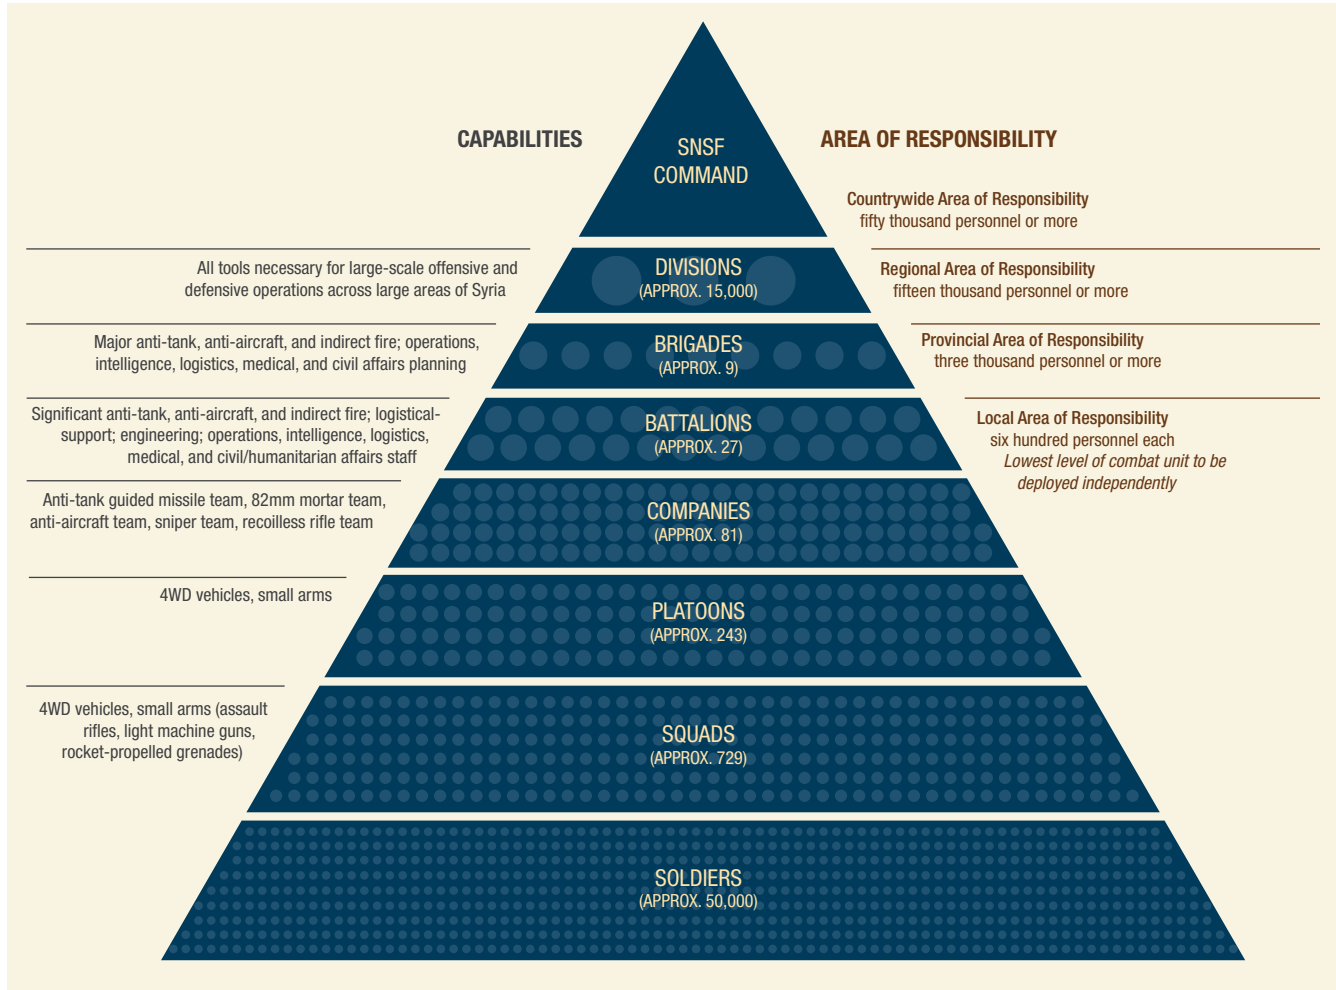 CAPABILITIES
SNSF
COMMAND
AREA OF RESPONSIBILITY
Countrywide Area of Responsibility
fifty thousand personnel or more
All tools necessary for large-scale offensive and
defensive operations across large areas of Syria
DIVISIONS
(APPROX. 15,000)
Regional Area of Responsibility
fifteen thousand personnel or more
Major anti-tank, anti-aircraft, and indirect fire; operations,
intelligence, logistics, medical, and civil affairs planning
BRIGADES
(APPROX. 9)
Provincial Area of Responsibility
three thousand personnel or more
Significant anti-tank, anti-aircraft, and indirect fire; logistical-
support; engineering; operations, intelligence, logistics,
medical, and civil/humanitarian affairs staff
BATTALIONS
(APPROX. 27)
Local Area of Responsibility
six hundred personnel each
Lowest level of combat unit to be
deployed independently
Anti-tank guided missile team, 82mm mortar team,
anti-aircraft team, sniper team, recoilless rifle team
COMPANIES
(APPROX. 81)
4WD vehicles, small arms
PLATOONS
(APPROX. 243)
4WD vehicles, small arms (assault
rifles, light machine guns,
rocket-propelled grenades)
SQUADS
(APPROX. 729)
SOLDIERS
(APPROX. 50,000)